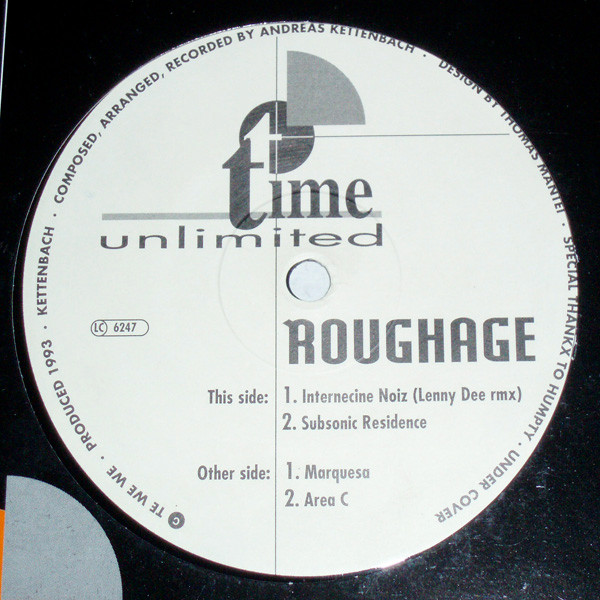 COMPOSED, ARRANGED, RECORDED BY ANDREAS KETTENBACH · DESIGN BY THOMAS MANTEI · SPECIAL THANKX TO HUMPTY · UNDER COVER
© TE WE WE · PRODUCED 1993 · KETTENBACH ·
time
unlimited
LC 6247
ROUGHAGE
This side: 1. Internecine Noiz (Lenny Dee rmx)
2. Subsonic Residence
Other side: 1. Marquesa
2. Area C